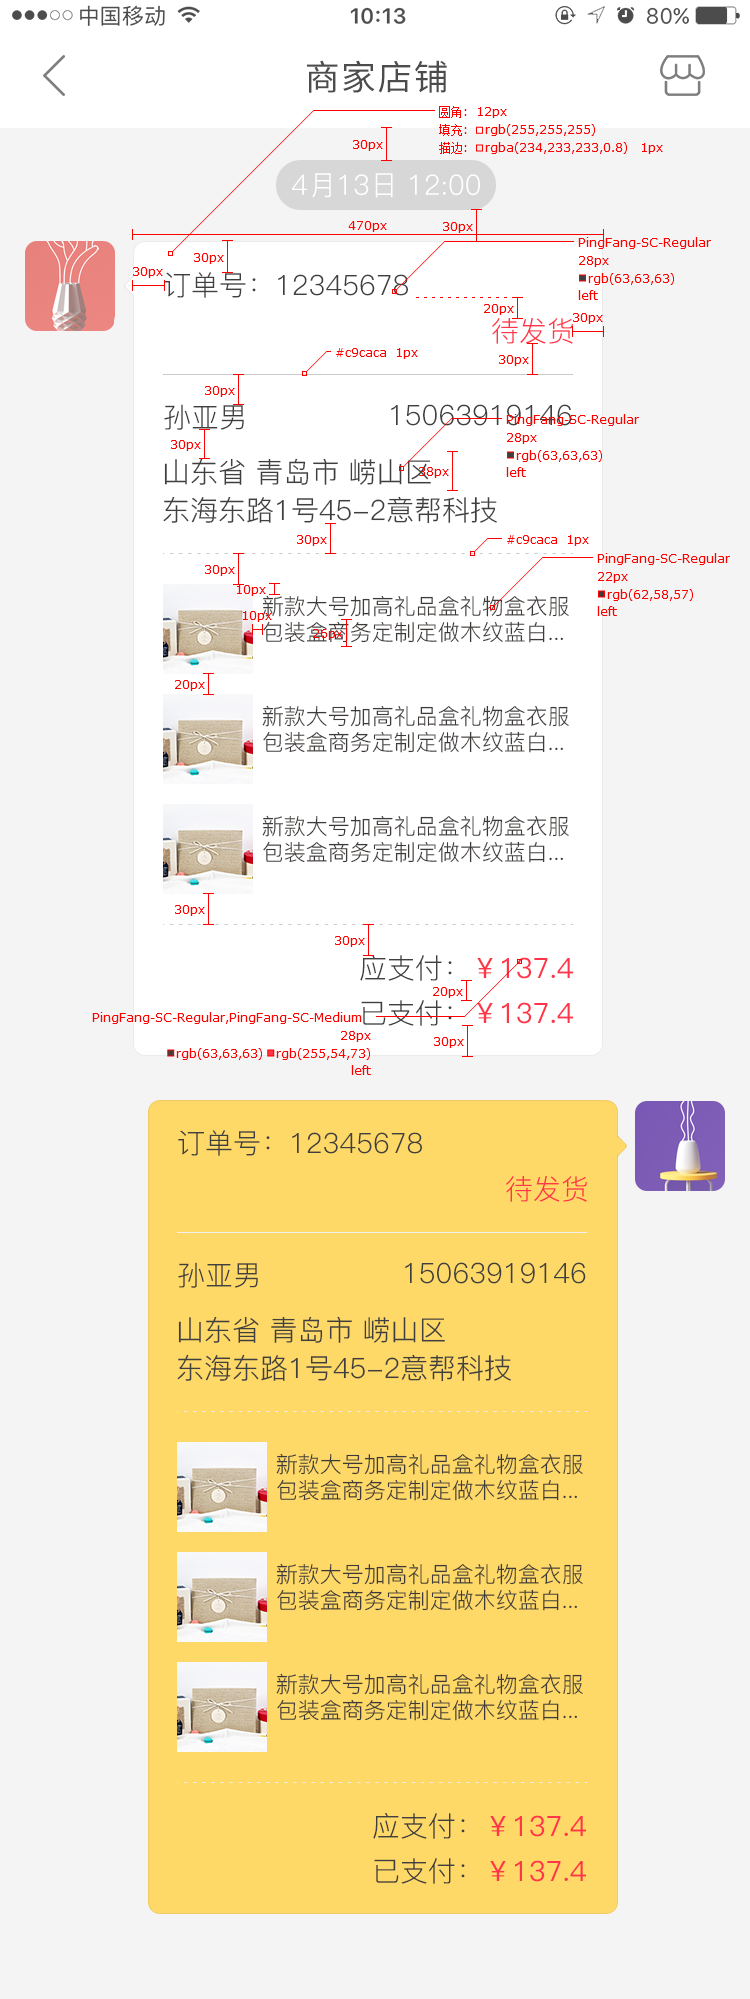 中国移动 10:13 80%
商家店铺
圆角：12px
填充：rgb(255,255,255)
描边：rgba(234,233,233,0.8) 1px
30px
4月13日 12:00
470px
30px
PingFang-SC-Regular
28px
rgb(63,63,63)
left
30px
30px
订单号：12345678
20px
30px
待发货
30px
#c9caca 1px
30px
孙亚男 15063919146
PingFang-SC-Regular
28px
rgb(63,63,63)
left
30px
山东省 青岛市 崂山区
38px
东海东路1号45-2意帮科技
30px
#c9caca 1px
PingFang-SC-Regular
22px
rgb(62,58,57)
left
30px
10px
新款大号加高礼品盒礼物盒衣服
10px
包装盒商务定制定做木纹蓝白...
26px
20px
新款大号加高礼品盒礼物盒衣服
包装盒商务定制定做木纹蓝白...
新款大号加高礼品盒礼物盒衣服
包装盒商务定制定做木纹蓝白...
30px
30px
应支付：￥137.4
20px
已支付：￥137.4
PingFang-SC-Regular,PingFang-SC-Medium
28px
rgb(63,63,63) rgb(255,54,73)
left
30px
订单号：12345678
待发货
孙亚男 15063919146
山东省 青岛市 崂山区
东海东路1号45-2意帮科技
新款大号加高礼品盒礼物盒衣服
包装盒商务定制定做木纹蓝白...
新款大号加高礼品盒礼物盒衣服
包装盒商务定制定做木纹蓝白...
新款大号加高礼品盒礼物盒衣服
包装盒商务定制定做木纹蓝白...
应支付：￥137.4
已支付：￥137.4